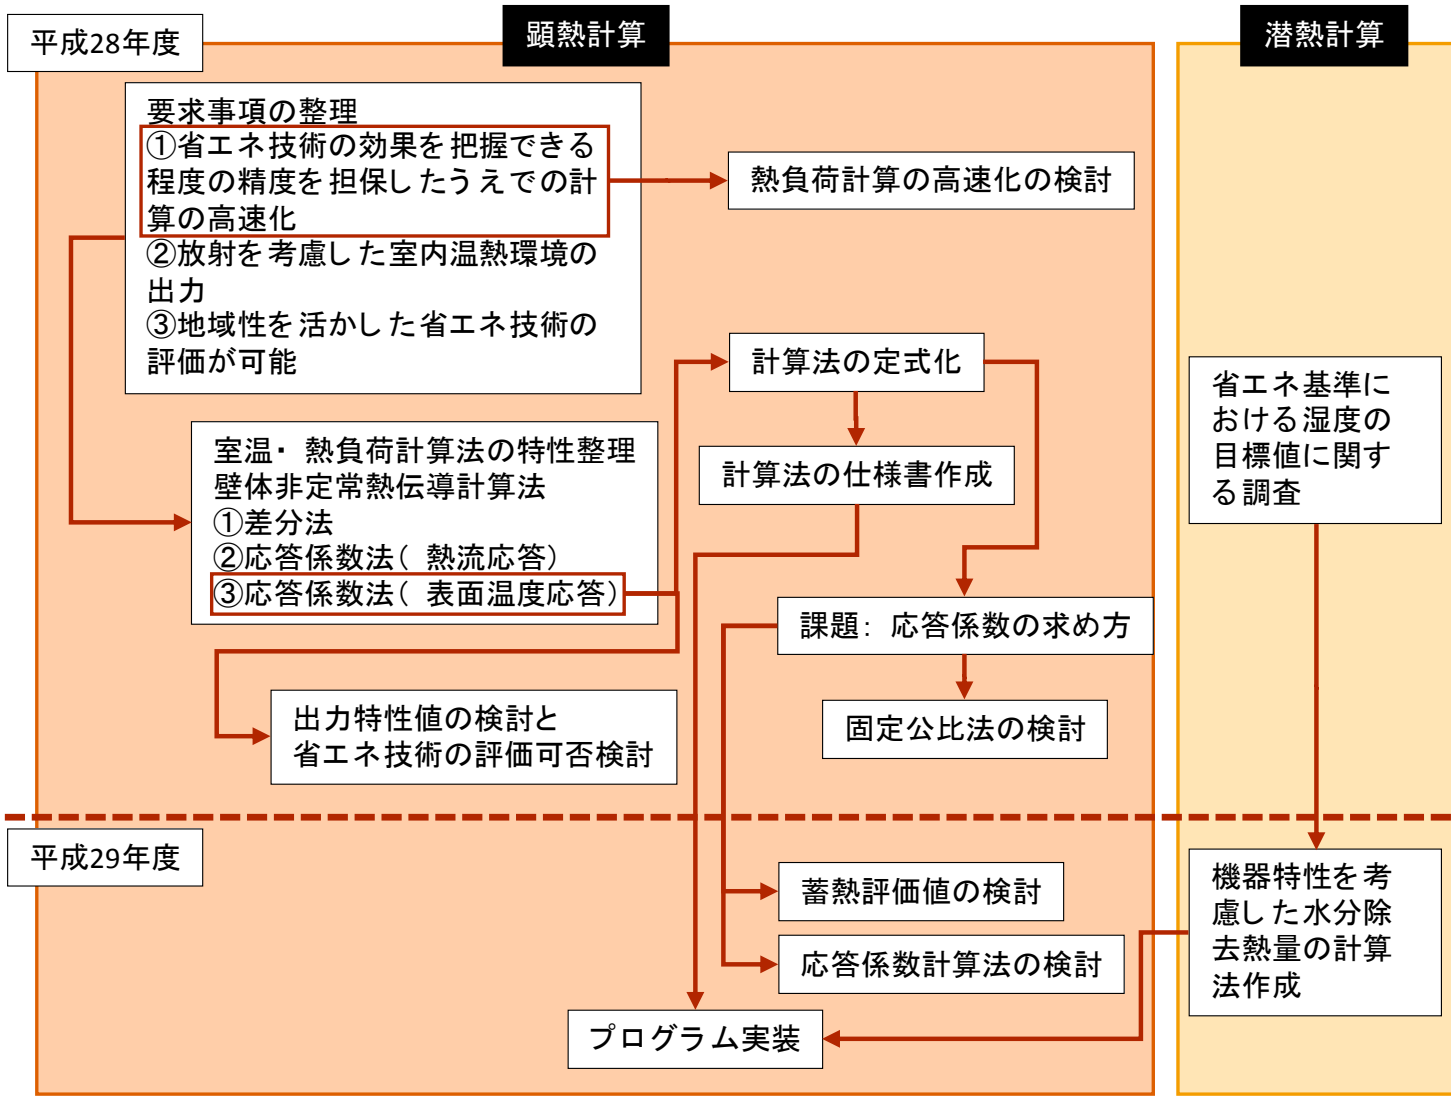 平成28年度
顕熱計算
潜熱計算
要求事項の整理
①省エネ技術の効果を把握できる
程度の精度を担保したうえでの計
算の高速化
②放射を考慮した室内温熱環境の
出力
③地域性を活かした省エネ技術の
評価が可能
熱負荷計算の高速化の検討
室温・熱負荷計算法の特性整理
壁体非定常熱伝導計算法
①差分法
②応答係数法(熱流応答)
③応答係数法(表面温度応答)
計算法の定式化
計算法の仕様書作成
課題:応答係数の求め方
固定公比法の検討
出力特性値の検討と
省エネ技術の評価可否検討
省エネ基準に
おける湿度の
目標値に関す
る調査
平成29年度
蓄熱評価値の検討
応答係数計算法の検討
プログラム実装
機器特性を考
慮した水分除
去熱量の計算
法作成